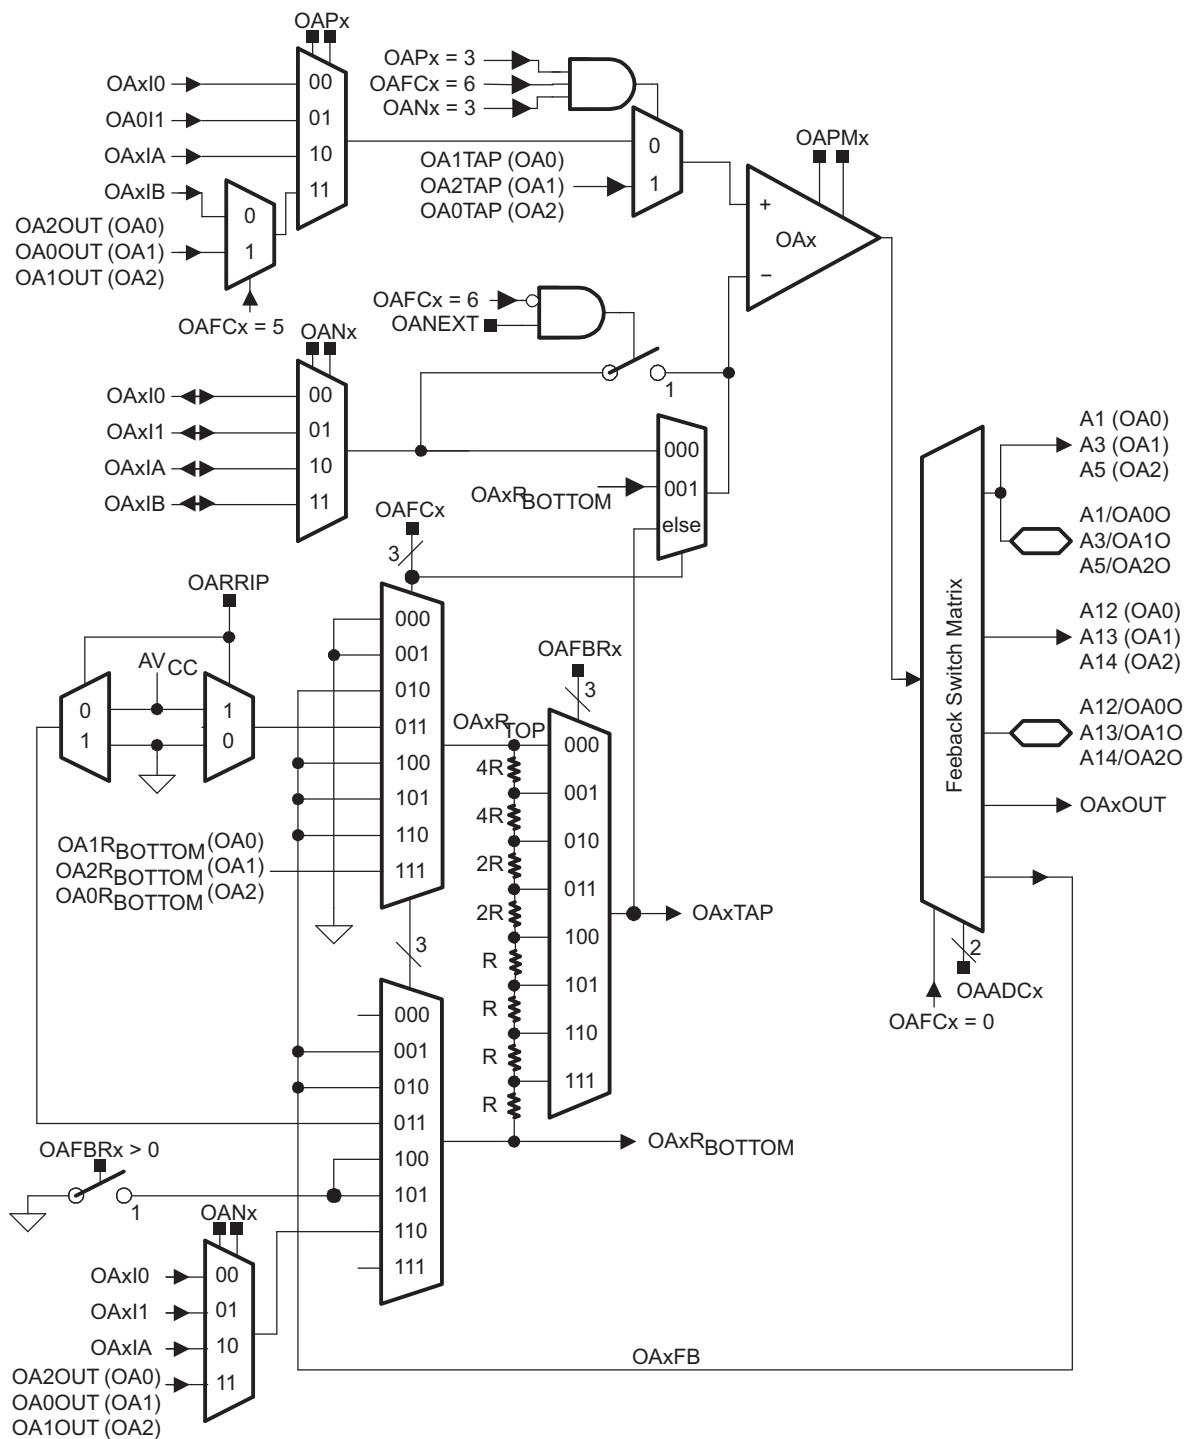 OAPx
OAxI0
OA0I1
OAxIA
OAxIB
00
01
10
11
OA2OUT (OA0)
OA0OUT (OA1)
OA1OUT (OA2)
0
1
OAFCx = 5
OAPx = 3
OAFCx = 6
OANx = 3
OA1TAP (OA0)
OA2TAP (OA1)
OA0TAP (OA2)
0
1
OAPMx
+
OAx
−
OAFCx = 6
OANEXT
1
OANx
OAxI0
OAxI1
OAxIA
OAxIB
00
01
10
11
OAxRBOTTOM
000
001
else
OAFCx
3
OARRIP
AVCC
0
1
1
0
000
001
010
011
100
101
110
111
OA1RBOTTOM (OA0)
OA2RBOTTOM (OA1)
OA0RBOTTOM (OA2)
3
OAxRTOP
4R
4R
2R
2R
R
R
R
R
OAFBRx
3
000
001
010
011
100
101
110
111
OAxTAP
000
001
010
011
100
101
110
111
OAxRBOTTOM
OAFBRx > 0
1
OANx
OAxI0
OAxI1
OAxIA
00
01
10
11
OA2OUT (OA0)
OA0OUT (OA1)
OA1OUT (OA2)
OAxFB
Feeback Switch Matrix
A1 (OA0)
A3 (OA1)
A5 (OA2)
A1/OA0O
A3/OA1O
A5/OA2O
A12 (OA0)
A13 (OA1)
A14 (OA2)
A12/OA0O
A13/OA1O
A14/OA2O
OAxOUT
2
OAADCx
OAFCx = 0